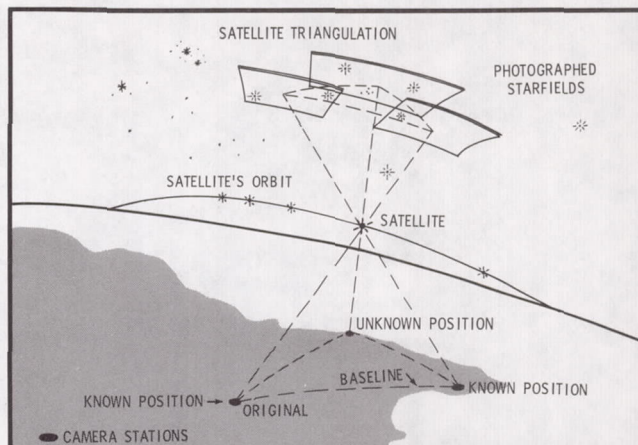 SATELLITE TRIANGULATION
PHOTOGRAPHED
STARFIELDS
SATELLITE'S ORBIT
SATELLITE
UNKNOWN POSITION
BASELINE
KNOWN POSITION
KNOWN POSITION
ORIGINAL
CAMERA STATIONS